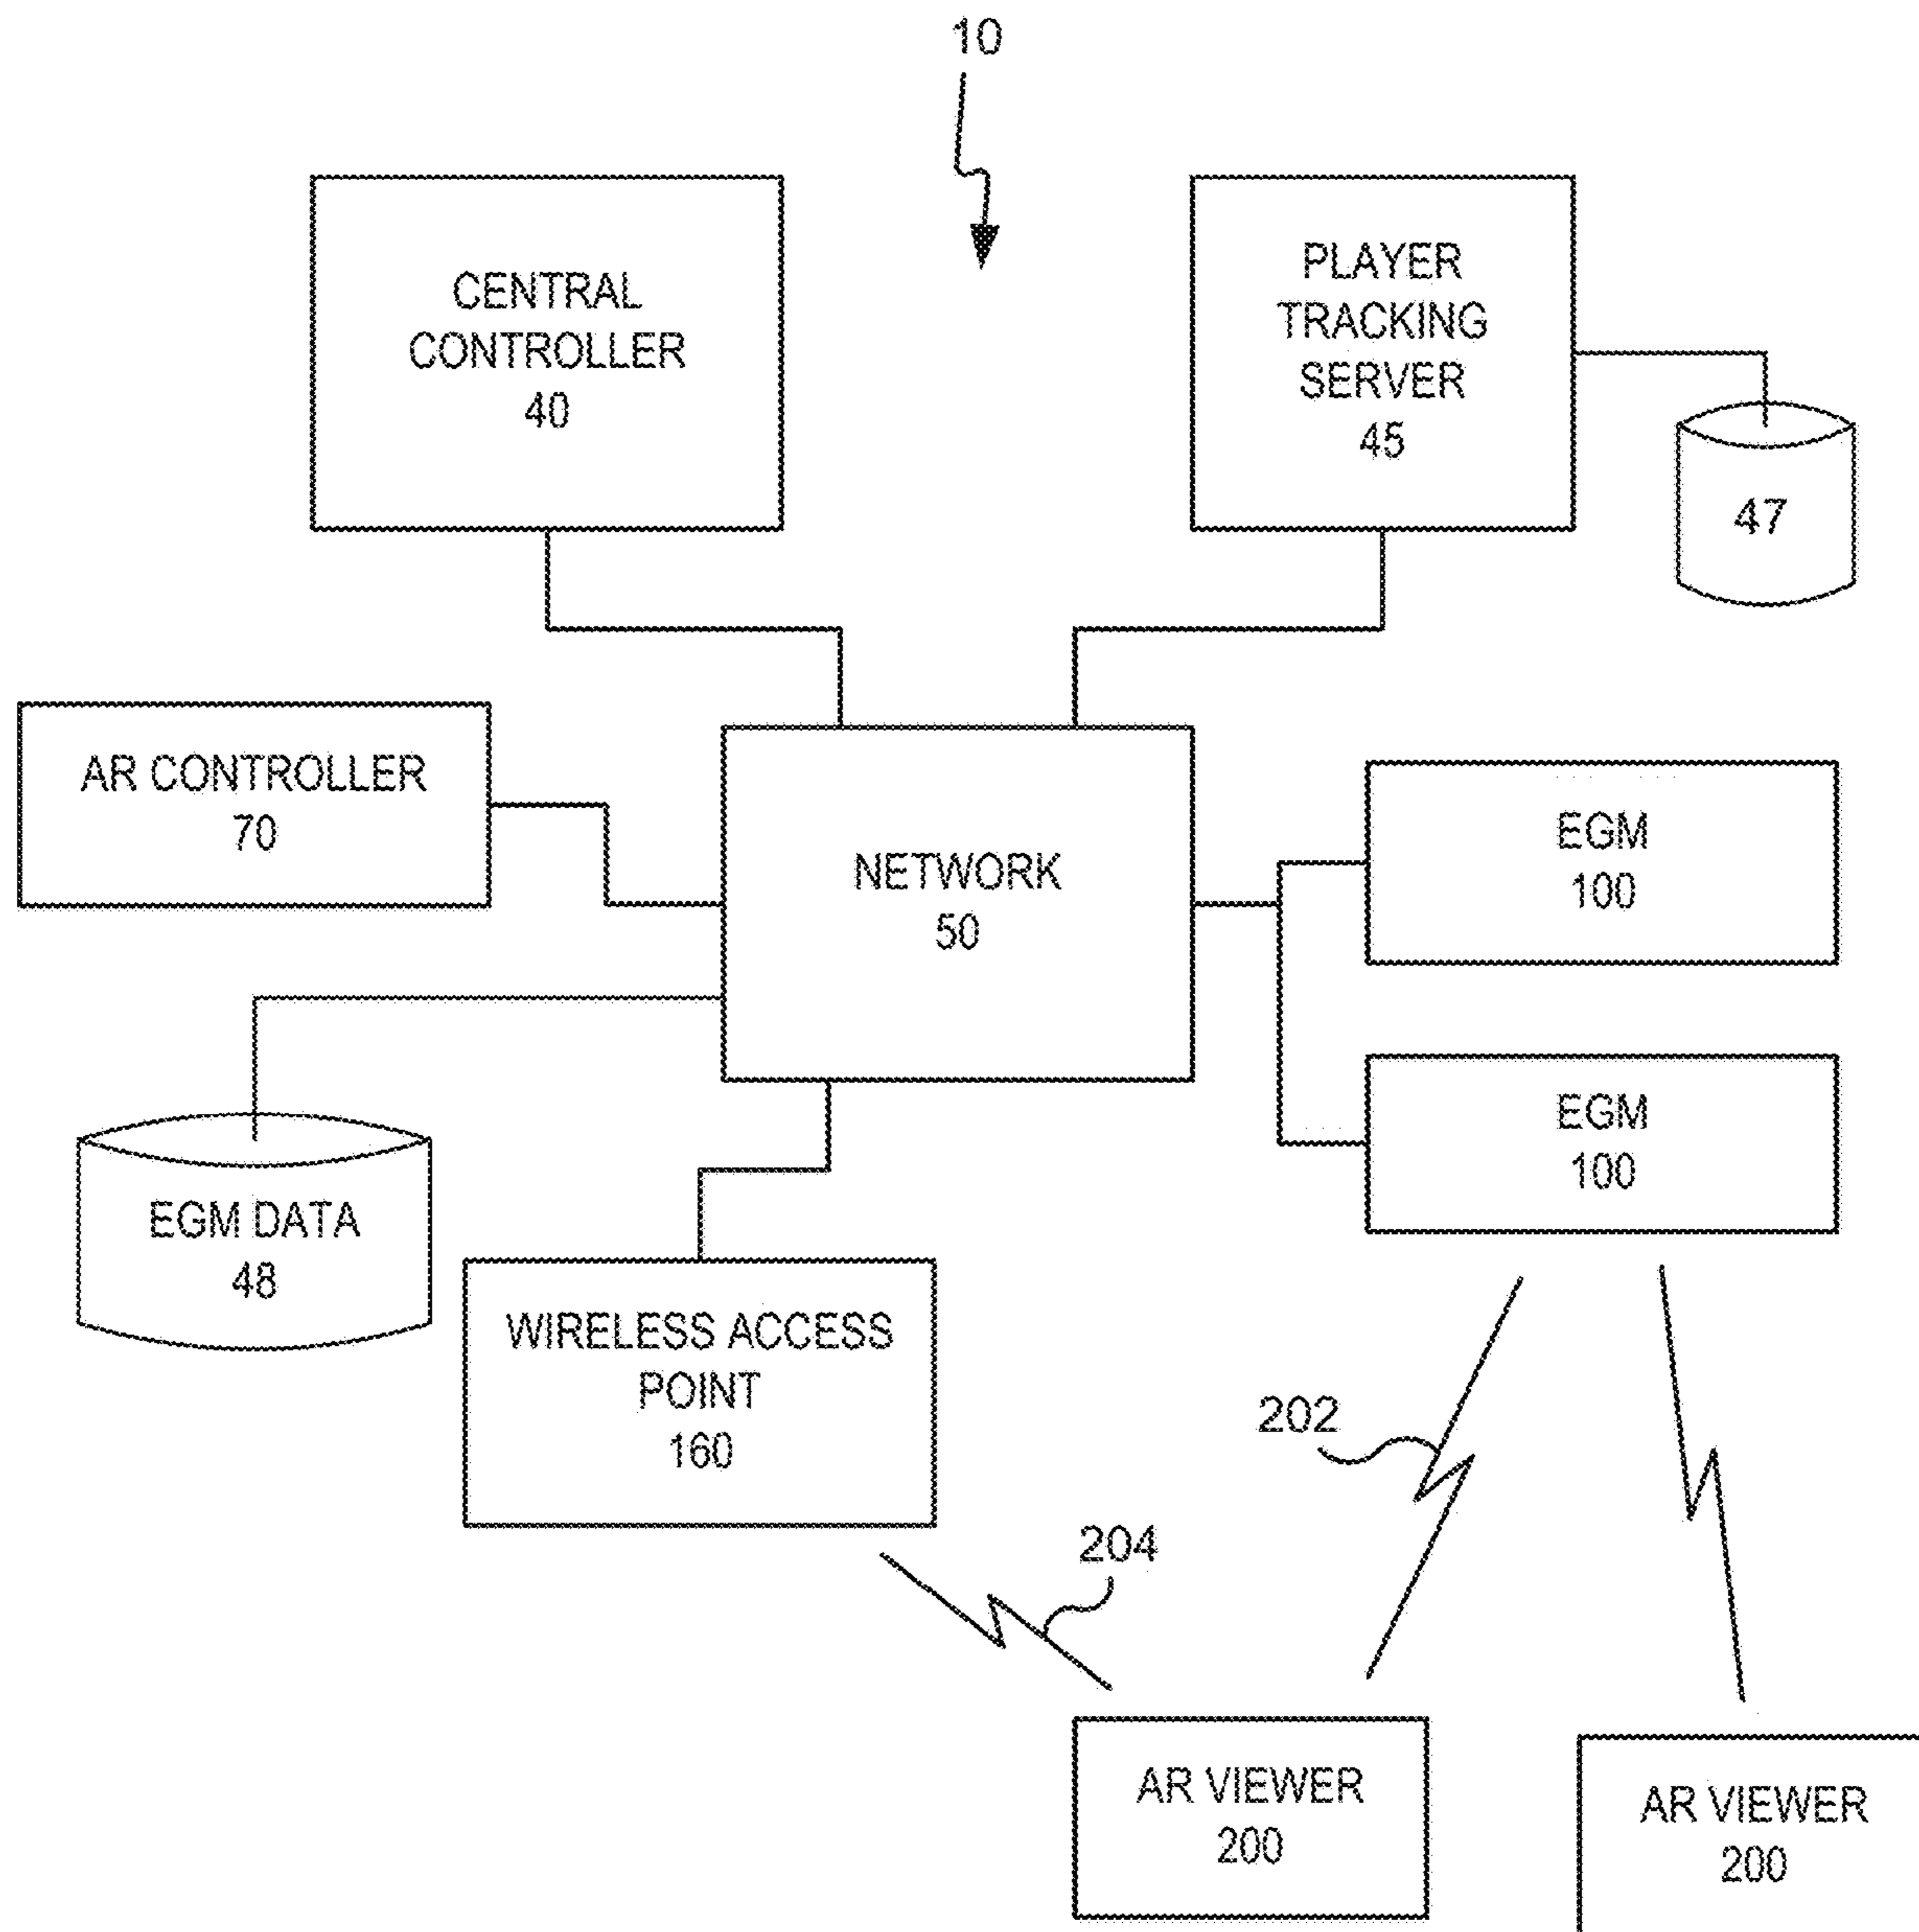 10
CENTRAL
CONTROLLER
40
PLAYER
TRACKING
SERVER
45
47
AR CONTROLLER
70
NETWORK
50
EGM
100
EGM
100
EGM DATA
48
WIRELESS ACCESS
POINT
160
202
204
AR VIEWER
200
AR VIEWER
200